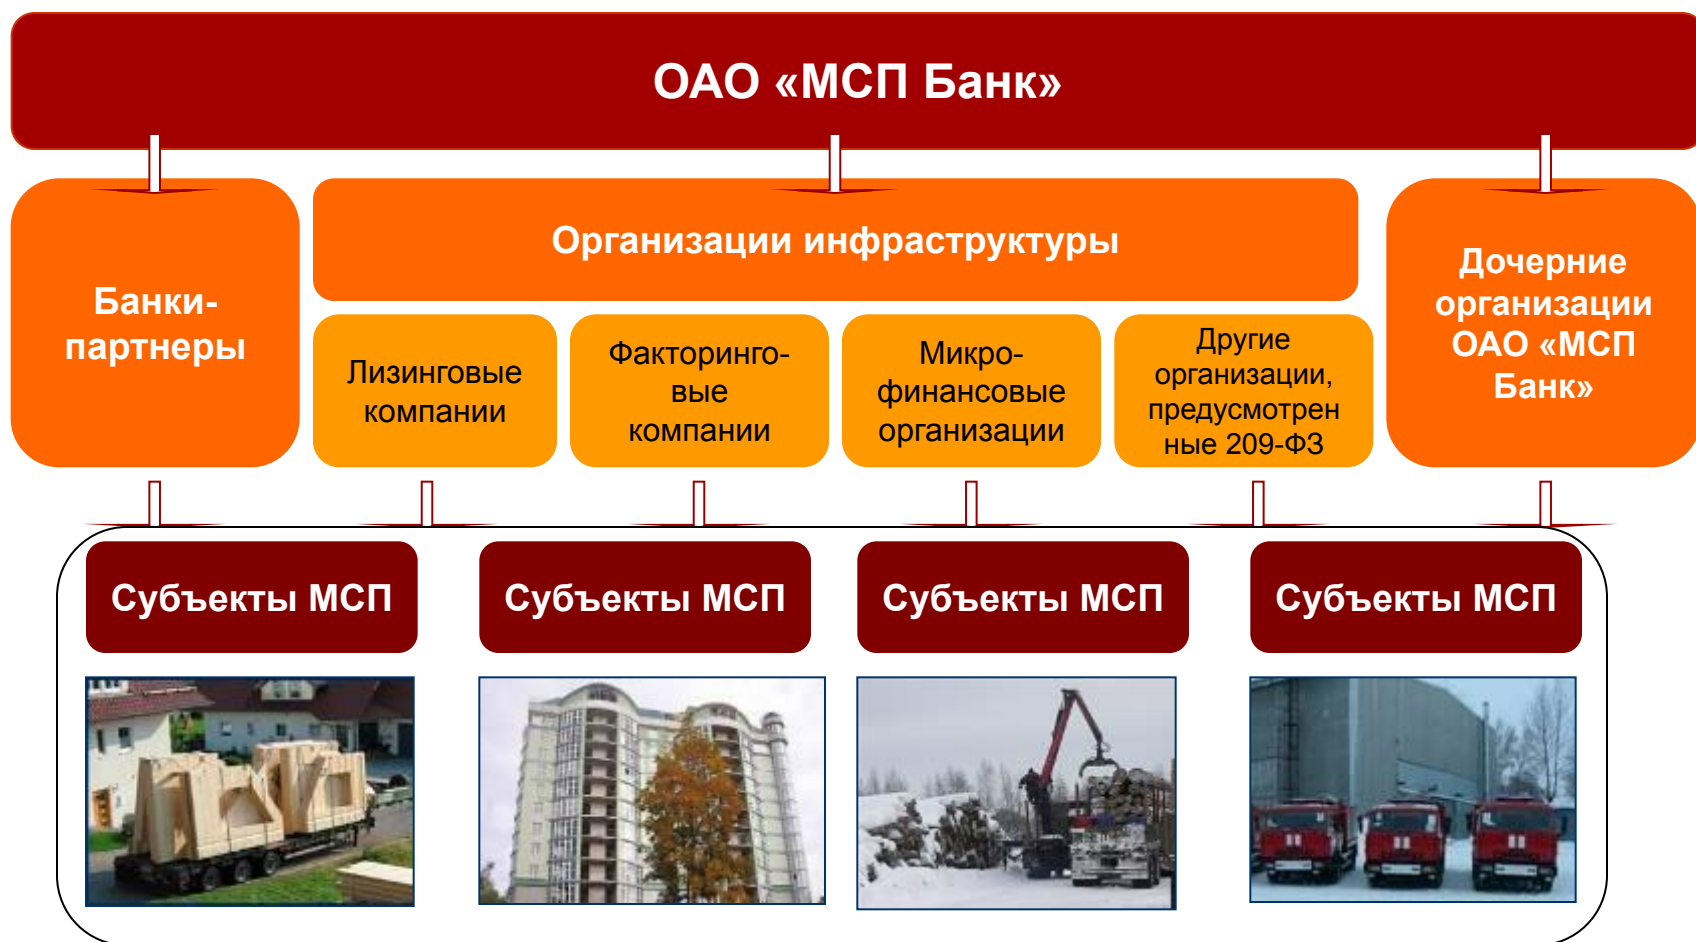 ОАО «МСП Банк»
Банки-
партнеры
Организации инфраструктуры
Лизинговые
компании
Факторинго-
вые
компании
Микро-
финансовые
организации
Другие
организации,
предусмотрен
ные 209-ФЗ
Дочерние
организации
ОАО «МСП
Банк»
Субъекты МСП
Субъекты МСП
Субъекты МСП
Субъекты МСП